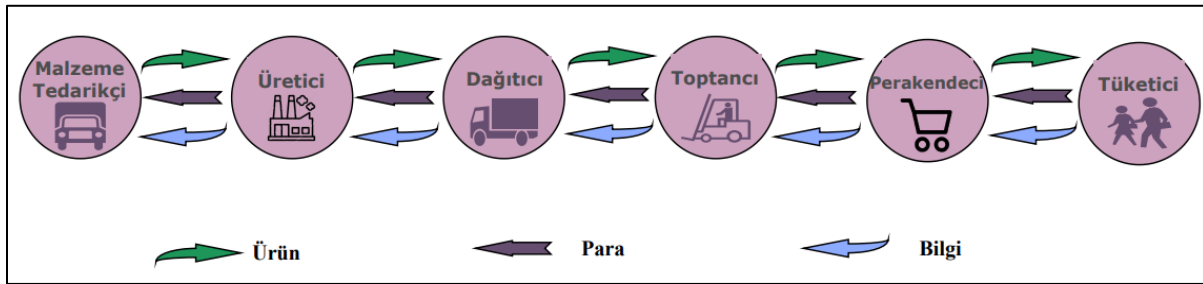 Malzeme
Tedarikçi
Üretici
Dağıtıcı
Toptancı
Perakendeci
Tüketici
Ürün
Para
Bilgi